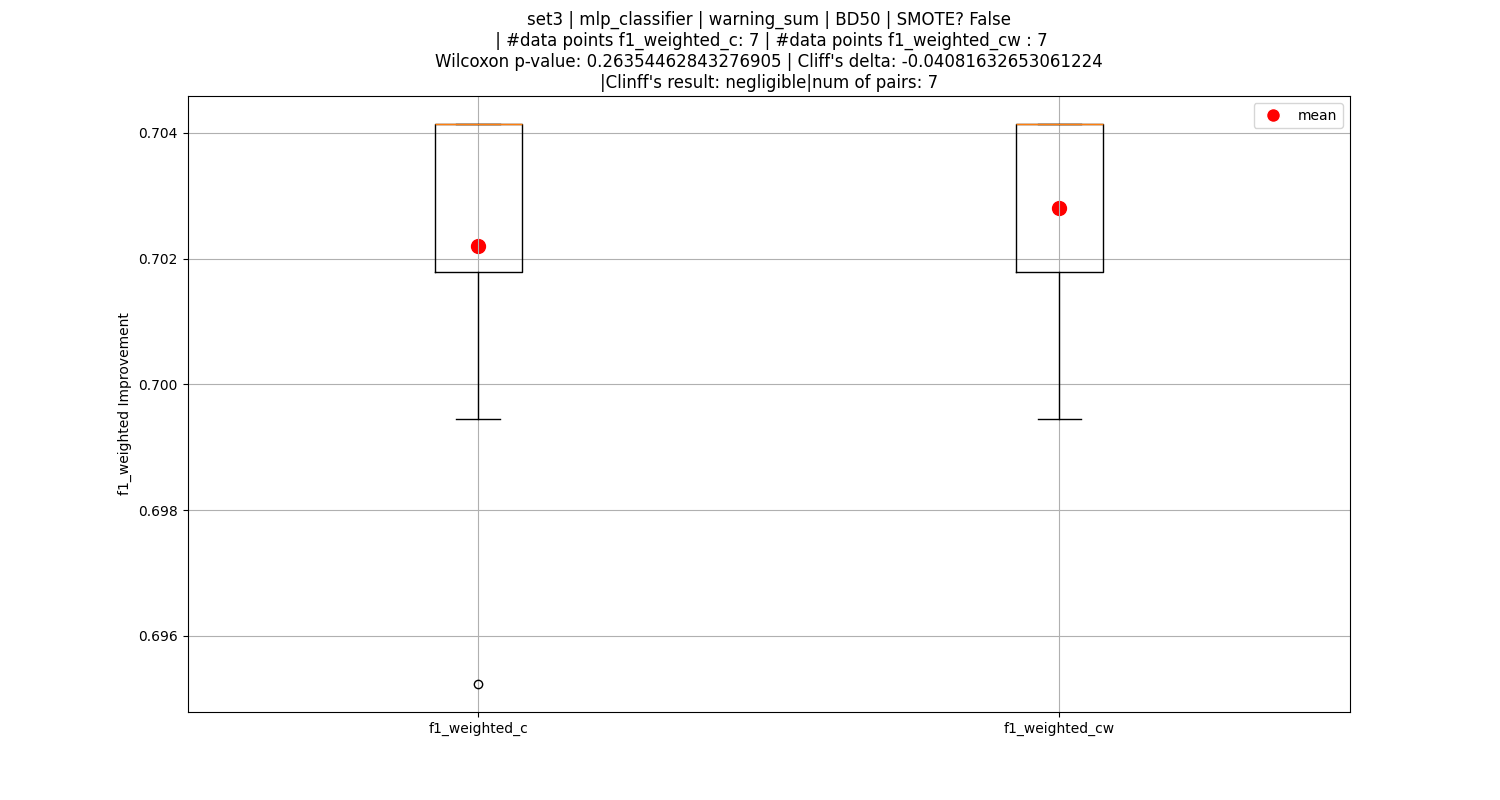 set3 | mlp_classifier | warning_sum | BD50 | SMOTE? False
| #data points f1_weighted_c: 7 | #data points f1_weighted_cw : 7
Wilcoxon p-value: 0.26354462843276905 | Cliff's delta: -0.04081632653061224
|Clinff's result: negligible|num of pairs: 7
mean
0.704
0.702
0.700
0.698
0.696
f1_weighted Improvement
f1_weighted_c
f1_weighted_cw